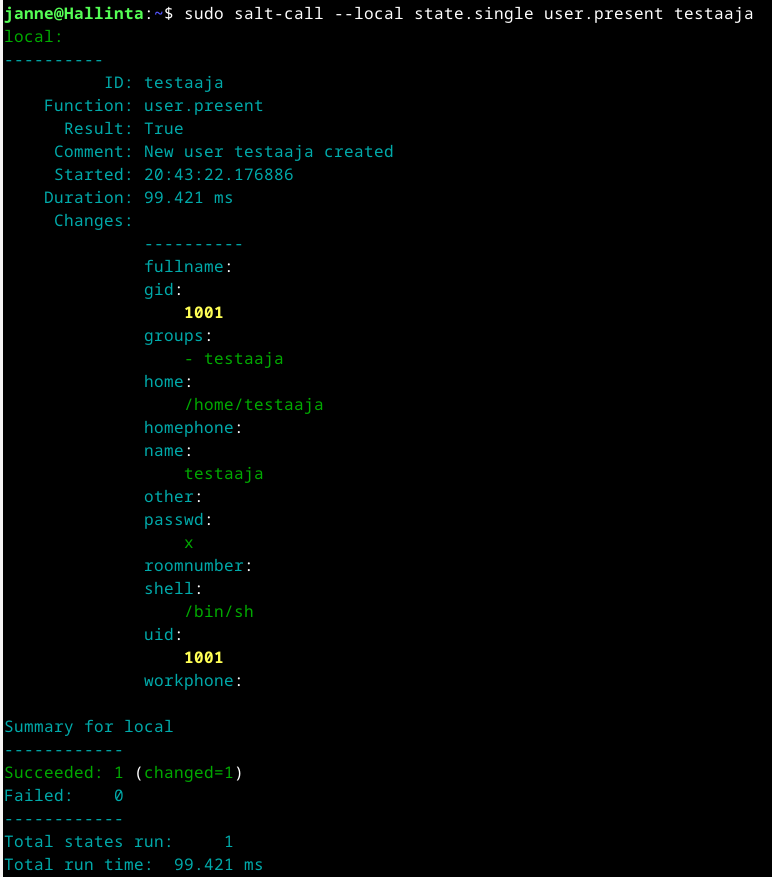 janne@Hallinta:~$ sudo salt-call --local state.single user.present testaaja
local:
----------
          ID: testaaja
    Function: user.present
      Result: True
     Comment: New user testaaja created
     Started: 20:43:22.176886
    Duration: 99.421 ms
     Changes:
              ----------
              fullname:
              gid:
                  1001
              groups:
                  - testaaja
              home:
                  /home/testaaja
              homephone:
              name:
                  testaaja
              other:
              passwd:
                  x
              roomnumber:
              shell:
                  /bin/sh
              uid:
                  1001
              workphone:

Summary for local
------------
Succeeded: 1 (changed=1)
Failed:    0
------------
Total states run:     1
Total run time:  99.421 ms